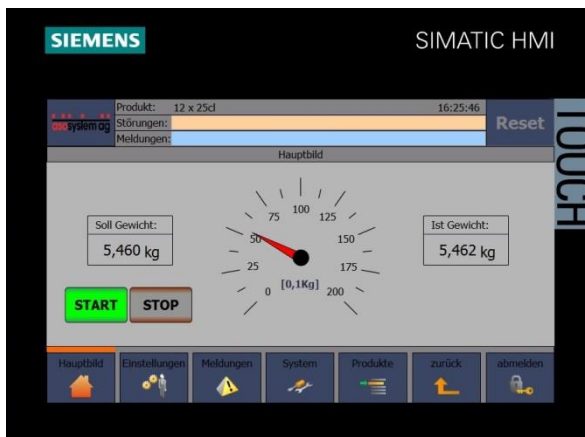 SIEMENS
SIMATIC HMI
TOUCH
asasystem ag
Produkt: 12 x 25cl 16:25:46
Störungen:
Reset
Meldungen:
Hauptbild
Soll Gewicht:
5,460 kg
0 25 50 75 100 125 150 175 200
[0,1Kg]
Ist Gewicht:
5,462 kg
START STOP
Hauptbild Einstellungen Meldungen System Produkte zurück abmelden